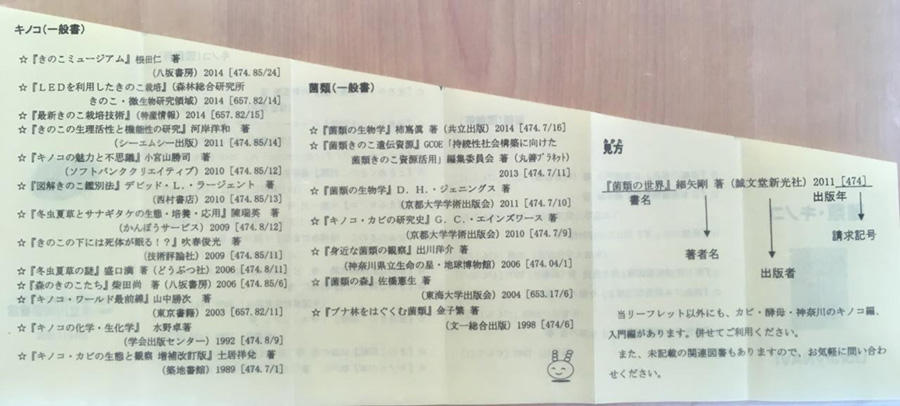 キノコ(一般書)
☆『きのこミュージアム』根田仁 著
(八坂書房) 2014 [474.85/24]
☆『LEDを利用したきのこ栽培』(森林総合研究所
きのこ・微生物研究領域) 2014 [657.82/14]
☆『最新きのこ栽培技術』(特産情報) 2014 [657.82/15]
☆『きのこの生理活性と機能性の研究』河岸洋和 著
(シーエムシー出版) 2011 [474.85/14]
☆『キノコの魅力と不思議』小宮山勝司 著
(ソフトバンククリエイティブ) 2010 [474.85/12]
☆『図解きのこ鑑別法』デビッド・L.・ラージェント 著
(西村書店) 2010 [474.85/13]
☆『冬虫夏草とサナギタケの生態・培養・応用』陳瑞英 著
(かんぽうサービス) 2009 [474.8/12]
☆『きのこの下には死体が眠る!?』吹春俊光 著
(技術評論社) 2009 [474.85/11]
☆『冬虫夏草の謎』盛口満 著(どうぶつ社) 2006 [474.8/11]
☆『森のきのこたち』柴田尚 著(八坂書房) 2006 [474.85/6]
☆『キノコ・ワールド最前線』山中勝次 著
(東京書籍) 2003 [657.82/11]
☆『キノコの化学・生化学』 水野卓著
(学会出版センター) 1992 [474.8/9]
☆『キノコ・カビの生態と観察 増補改訂版』土居祥兌 著
(築地書館) 1989 [474.7/1]
菌類(一般書)
☆『菌類の生物学』柿嶌眞 著(共立出版) 2014 [474.7/16]
☆『菌類きのこ遺伝資源』GCOE「持続性社会構築に向けた
菌類きのこ資源活用」編集委員会 著(丸善プラネット)
2013 [474.7/11]
☆『菌類の生物学』D.H.・ジェニングス 著
(京都大学学術出版会) 2011 [474.7/10]
☆『キノコ・カビの研究史』G.C.・エインズワース 著
(京都大学学術出版会) 2010 [474.7/9]
☆『身近な菌類の観察』出川洋介 著
(神奈川県立生命の星・地球博物館) 2006 [474.04/1]
☆『菌類の森』佐橋憲生 著
(東海大学出版会) 2004 [653.17/6]
☆『ブナ林をはぐくむ菌類』金子繁 著
(文一総合出版) 1998 [474/6]
見方
『菌類の世界』細矢剛 著(誠文堂新光社) 2011 [474]
書名
出版年
請求記号
著者名
出版者
当リーフレット以外にも、カビ・酵母・神奈川のキノコ編、
入門編があります。併せてご利用ください。
また、未記載の関連図書もありますので、お気軽に問い合わ
せください。